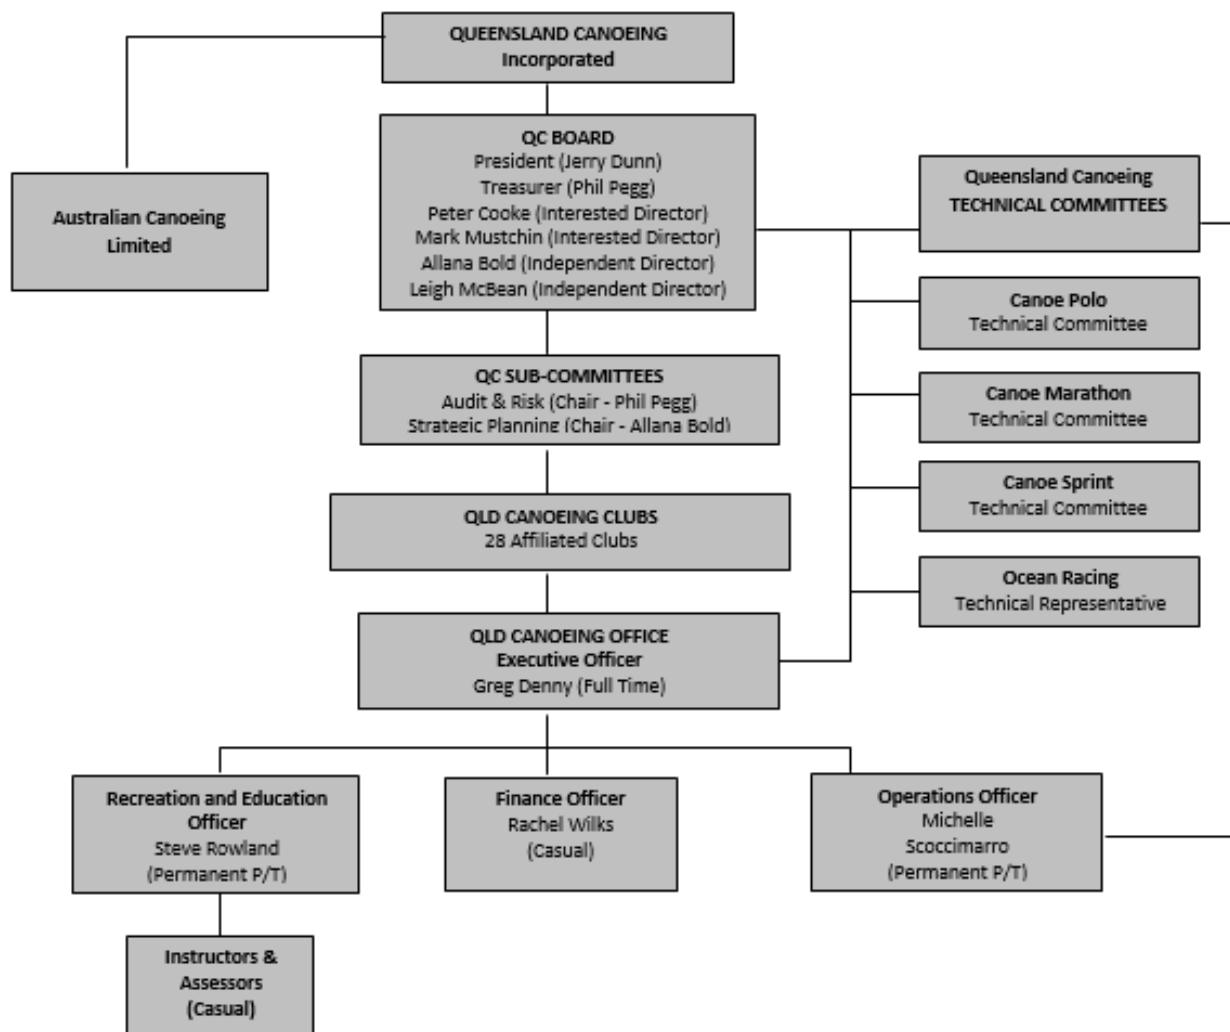 QUEENSLAND CANOEING
Incorporated
QC BOARD
President (Jerry Dunn)
Treasurer (Phil Pegg)
Peter Cooke (Interested Director)
Mark Mustchin (Interested Director)
Allana Bold (Independent Director)
Leigh McBean (Independent Director)
Australian Canoeing
Limited
Queensland Canoeing
TECHNICAL COMMITTEES
Canoe Polo
Technical Committee
Canoe Marathon
Technical Committee
Canoe Sprint
Technical Committee
Ocean Racing
Technical Representative
QC SUB-COMMITTEES
Audit & Risk (Chair - Phil Pegg)
Strategic Planning (Chair - Allana Bold)
QLD CANOEING CLUBS
28 Affiliated Clubs
QLD CANOEING OFFICE
Executive Officer
Greg Denny (Full Time)
Recreation and Education
Officer
Steve Rowland
(Permanent P/T)
Finance Officer
Rachel Wilks
(Casual)
Operations Officer
Michelle
Scoccimarro
(Permanent P/T)
Instructors &
Assessors
(Casual)